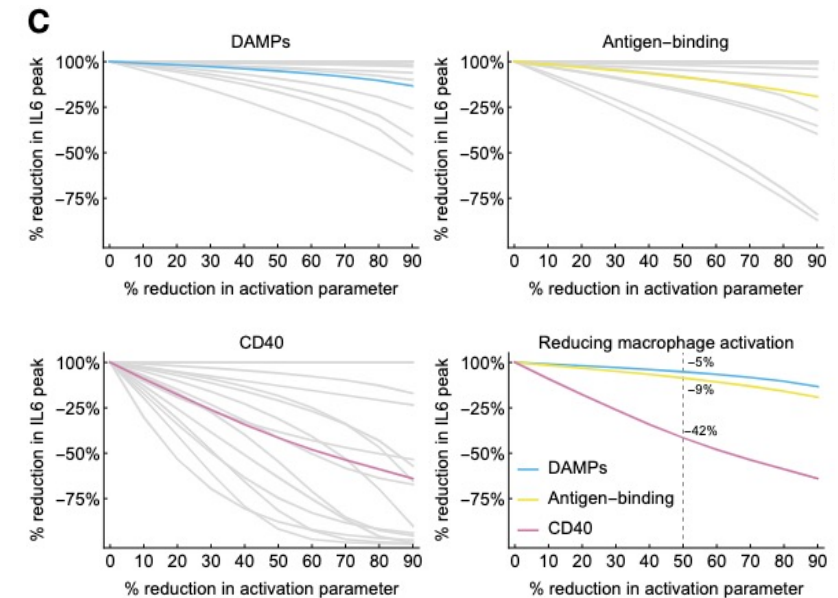 C
DAMPs
% reduction in IL6 peak
100%
−25%
−50%
−75%
0 10 20 30 40 50 60 70 80 90
% reduction in activation parameter
Antigen−binding
% reduction in IL6 peak
100%
−25%
−50%
−75%
0 10 20 30 40 50 60 70 80 90
% reduction in activation parameter
CD40
% reduction in IL6 peak
100%
−25%
−50%
−75%
0 10 20 30 40 50 60 70 80 90
% reduction in activation parameter
Reducing macrophage activation
% reduction in IL6 peak
100%
−25%
−50%
−75%
−5%
−9%
−42%
DAMPs
Antigen−binding
CD40
0 10 20 30 40 50 60 70 80 90
% reduction in activation parameter